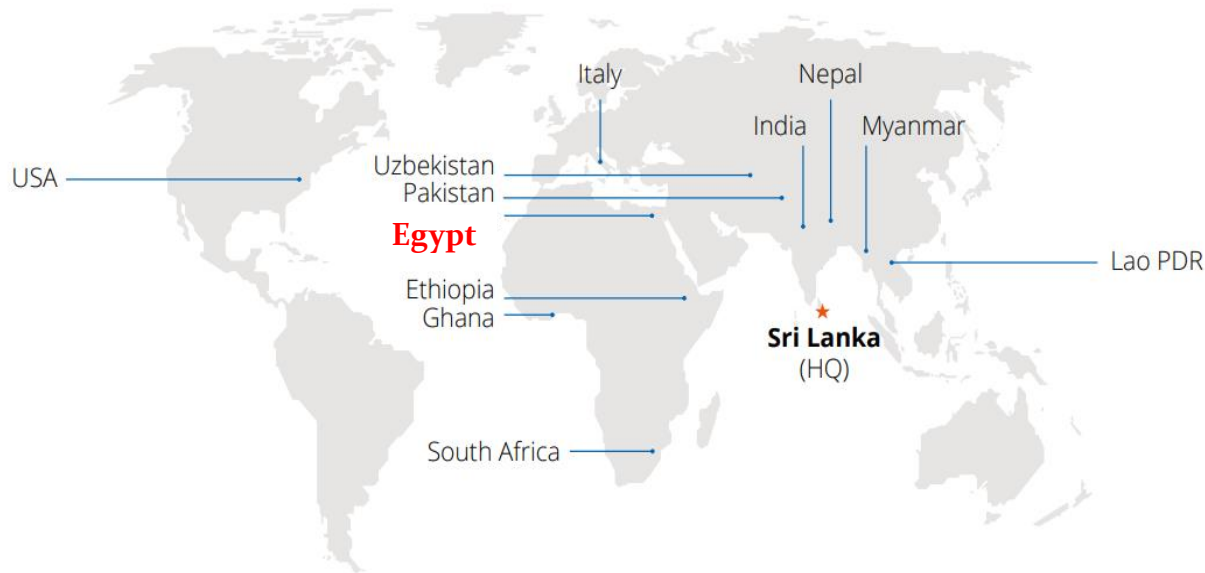 Italy
Nepal
India
Myanmar
Uzbekistan
USA
Pakistan
Egypt
Lao PDR
Ethiopia
Ghana
Sri Lanka
(HQ)
South Africa